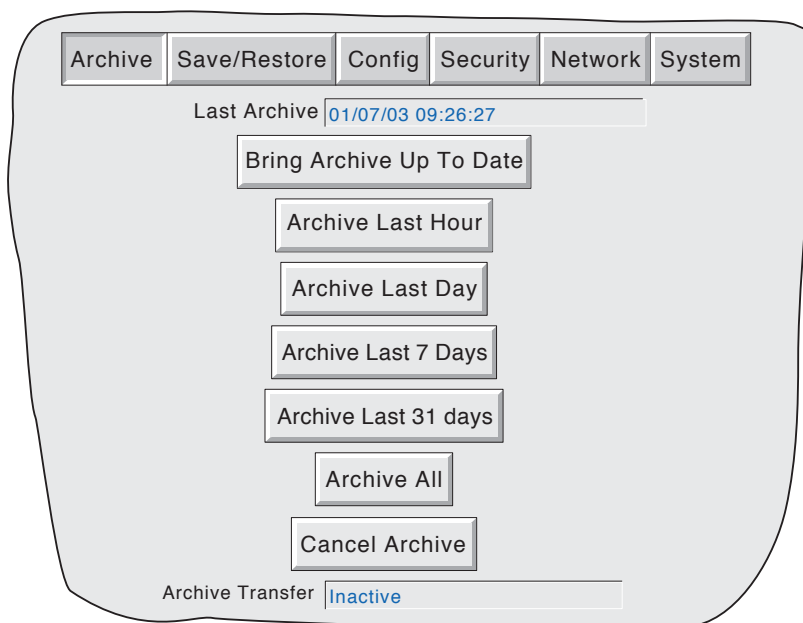 Archive Save/Restore Config Security Network System
Last Archive 01/07/03 09:26:27
Bring Archive Up To Date
Archive Last Hour
Archive Last Day
Archive Last 7 Days
Archive Last 31 days
Archive All
Cancel Archive
Archive Transfer Inactive